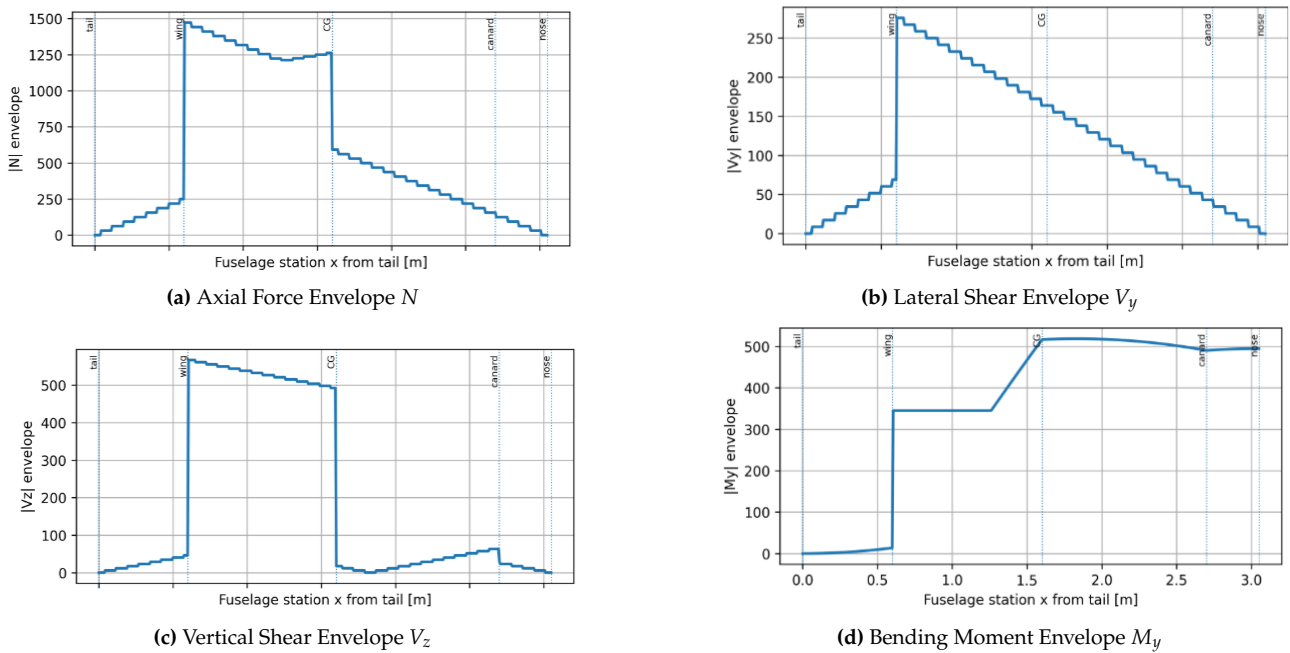 1500
1250
1000
750
500
250
0
|N| envelope
tail
wing
CG
canard
nose
Fuselage station x from tail [m]
(a) Axial Force Envelope N
250
200
150
100
50
0
|Vy| envelope
tail
wing
CG
canard
nose
Fuselage station x from tail [m]
(b) Lateral Shear Envelope Vy
500
400
300
200
100
0
|Vz| envelope
tail
wing
CG
canard
nose
Fuselage station x from tail [m]
(c) Vertical Shear Envelope Vz
500
400
300
200
100
0
|My| envelope
tail
wing
CG
canard
nose
0.0 0.5 1.0 1.5 2.0 2.5 3.0
Fuselage station x from tail [m]
(d) Bending Moment Envelope My